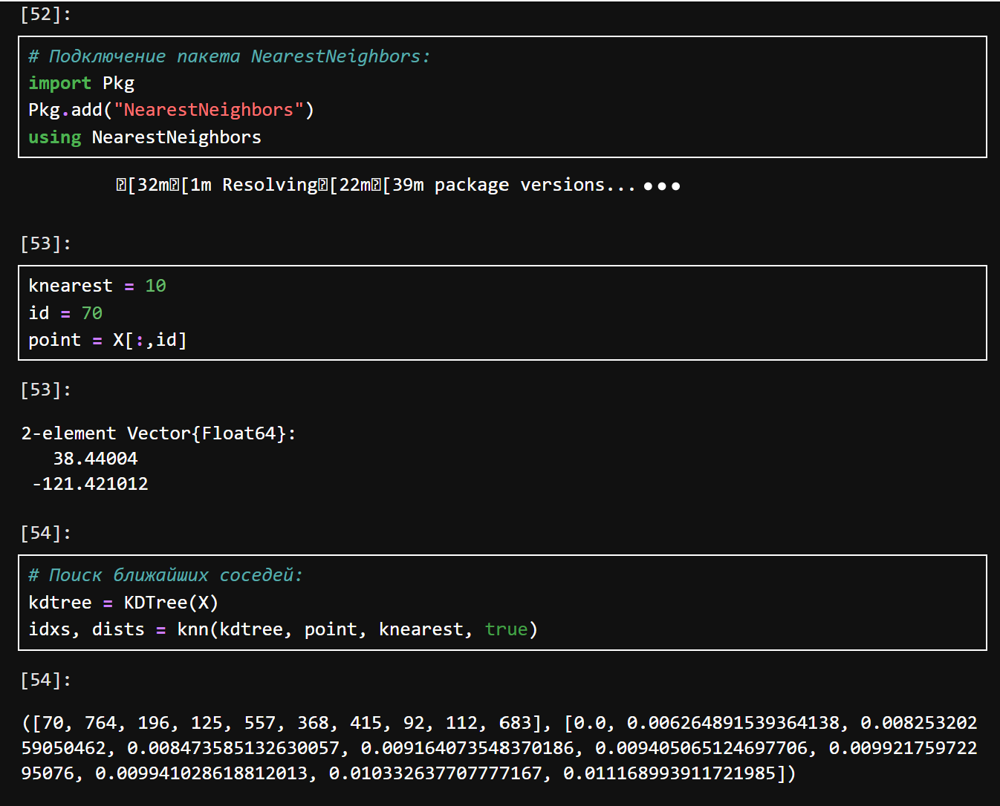 [52]:
# Подключение пакета NearestNeighbors:
import Pkg
Pkg.add("NearestNeighbors")
using NearestNeighbors
�[32m�[1m Resolving�[22m�[39m package versions... ●●●
[53]:
knearest = 10
id = 70
point = X[:,id]
[53]:
2-element Vector{Float64}:
38.44004
-121.421012
[54]:
# Поиск ближайших соседей:
kdtree = KDTree(X)
idxs, dists = knn(kdtree, point, knearest, true)
[54]:
([70, 764, 196, 125, 557, 368, 415, 92, 112, 683], [0.0, 0.006264891539364138, 0.008253202
59050462, 0.008473585132630057, 0.009164073548370186, 0.009405065124697706, 0.009921759722
95076, 0.009941028618812013, 0.010332637707777167, 0.011168993911721985])